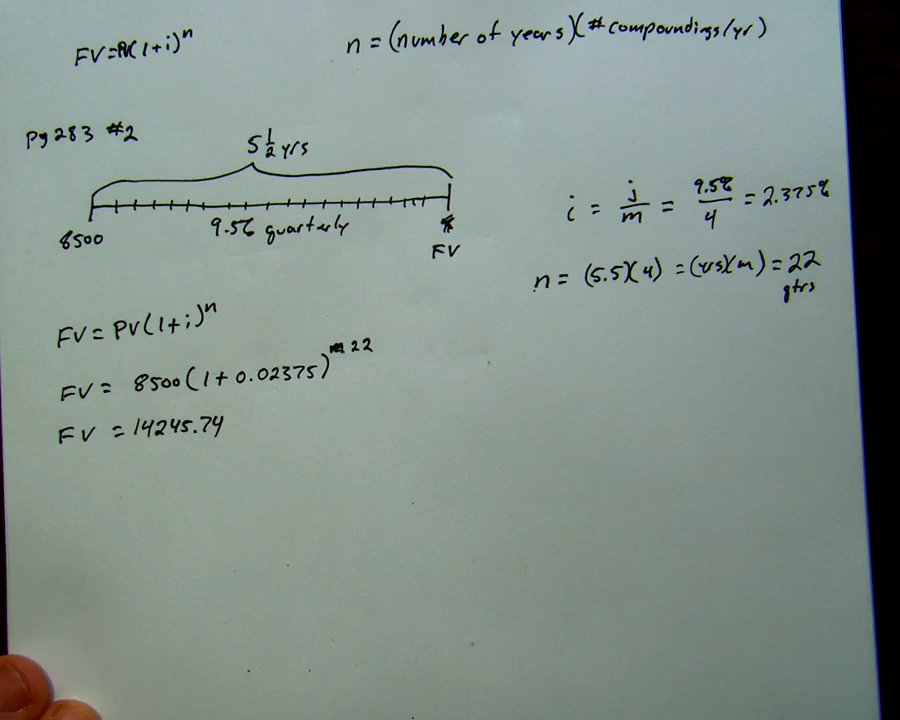 FV=PV(1+i)^n
n = (number of years)(# compoundings/yr)
pg 283 #2
5 1/2 yrs
8500
9.5% quarterly
FV
i = j/m = 9.5%/4 = 2.375%
n = (5.5)(4) = (yrs)(m) = 22
qtrs
FV = PV(1+i)^n
FV = 8500(1+0.02375)^22
FV = 14245.74